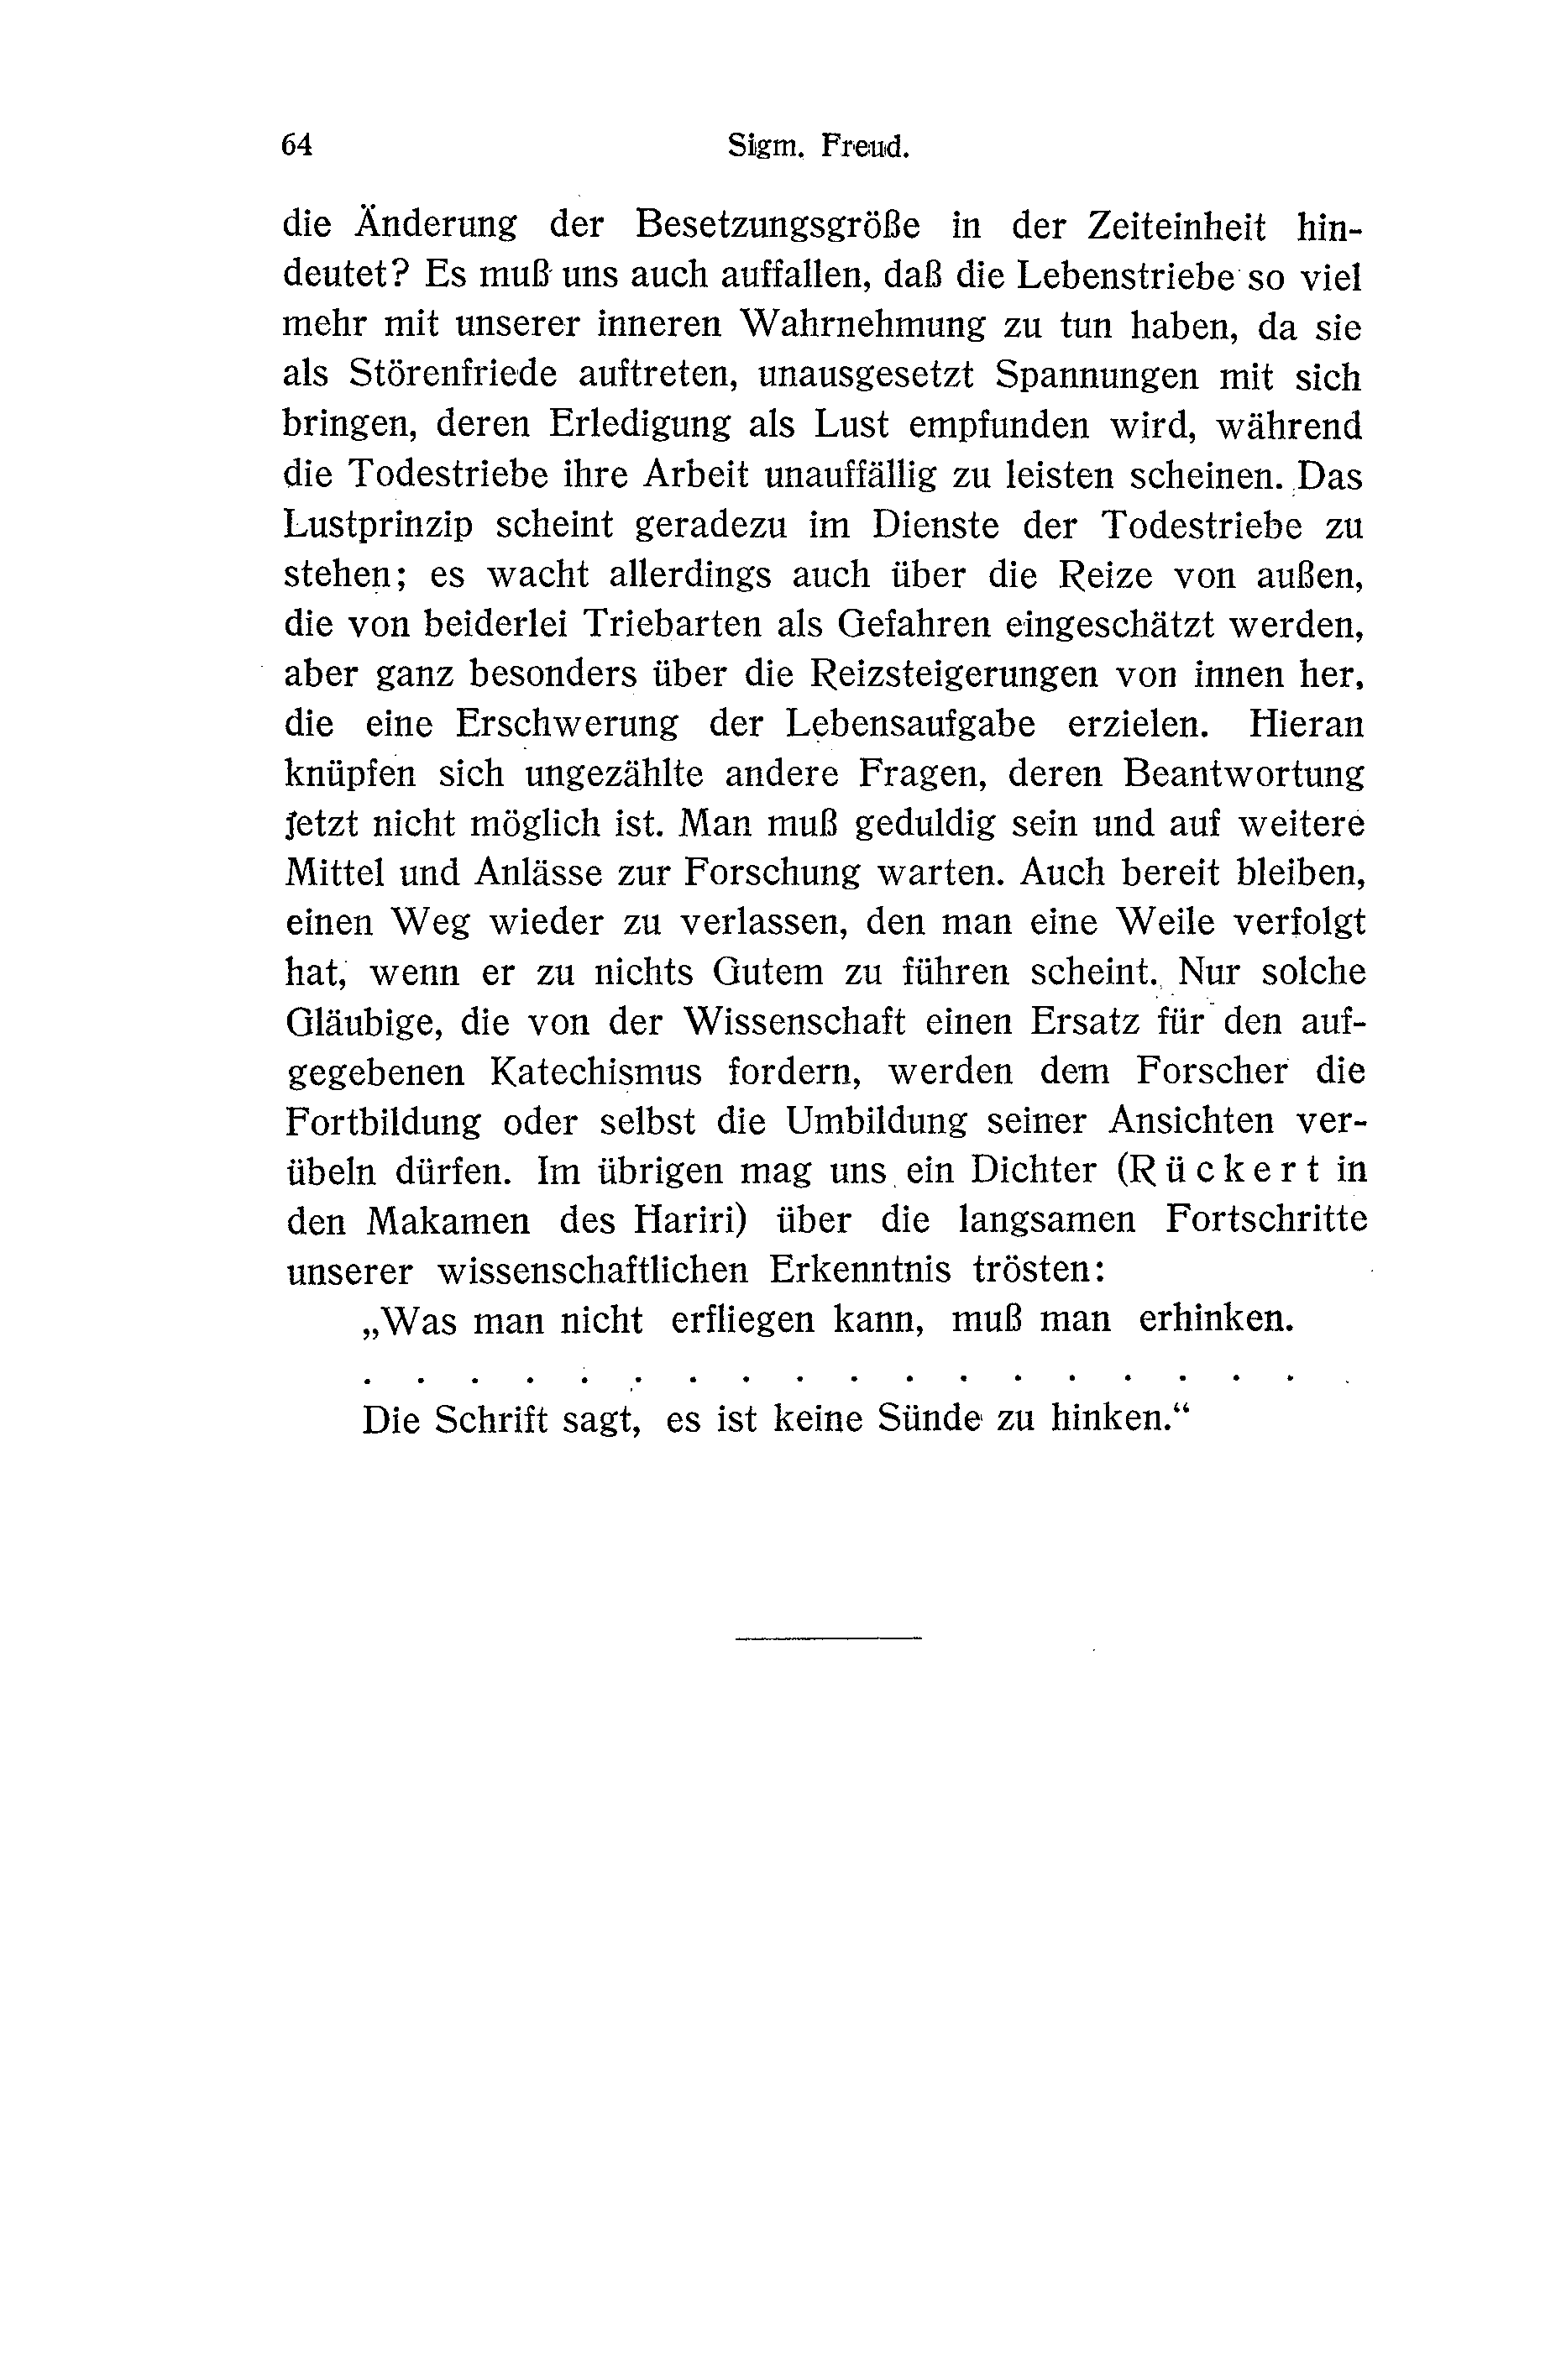 64 Sigm. Freud.
die Änderung der Besetzungsgröße in der Zeiteinheit hin-
deutet? Es muß uns auch auffallen, daß die Lebenstriebe so viel
mehr mit unserer inneren Wahrnehmung zu tun haben, da sie
als Störenfriede auftreten, unausgesetzt Spannungen mit sich
bringen, deren Erledigung als Lust empfunden wird, während
die Todestriebe ihre Arbeit unauffällig zu leisten scheinen. Das
Lustprinzip scheint geradezu im Dienste der Todestriebe zu
stehen; es wacht allerdings auch über die Reize von außen,
die von beiderlei Triebarten als Gefahren eingeschätzt werden,
aber ganz besonders über die Reizsteigerungen von innen her,
die eine Erschwerung der Lebensaufgabe erzielen. Hieran
knüpfen sich ungezählte andere Fragen, deren Beantwortung
jetzt nicht möglich ist. Man muß geduldig sein und auf weitere
Mittel und Anlässe zur Forschung warten. Auch bereit bleiben,
einen Weg wieder zu verlassen, den man eine Weile verfolgt
hat, wenn er zu nichts Gutem zu führen scheint. Nur solche
Gläubige, die von der Wissenschaft einen Ersatz für den auf-
gegebenen Katechismus fordern, werden dem Forscher die
Fortbildung oder selbst die Umbildung seiner Ansichten ver-
übeln dürfen. Im übrigen mag uns ein Dichter (Rückert in
den Makamen des Hariri) über die langsamen Fortschritte
unserer wissenschaftlichen Erkenntnis trösten:
„Was man nicht erfliegen kann, muß man erhinken.
. . . . . . . . . . . . . . . . . . .
Die Schrift sagt, es ist keine Sünde zu hinken.“